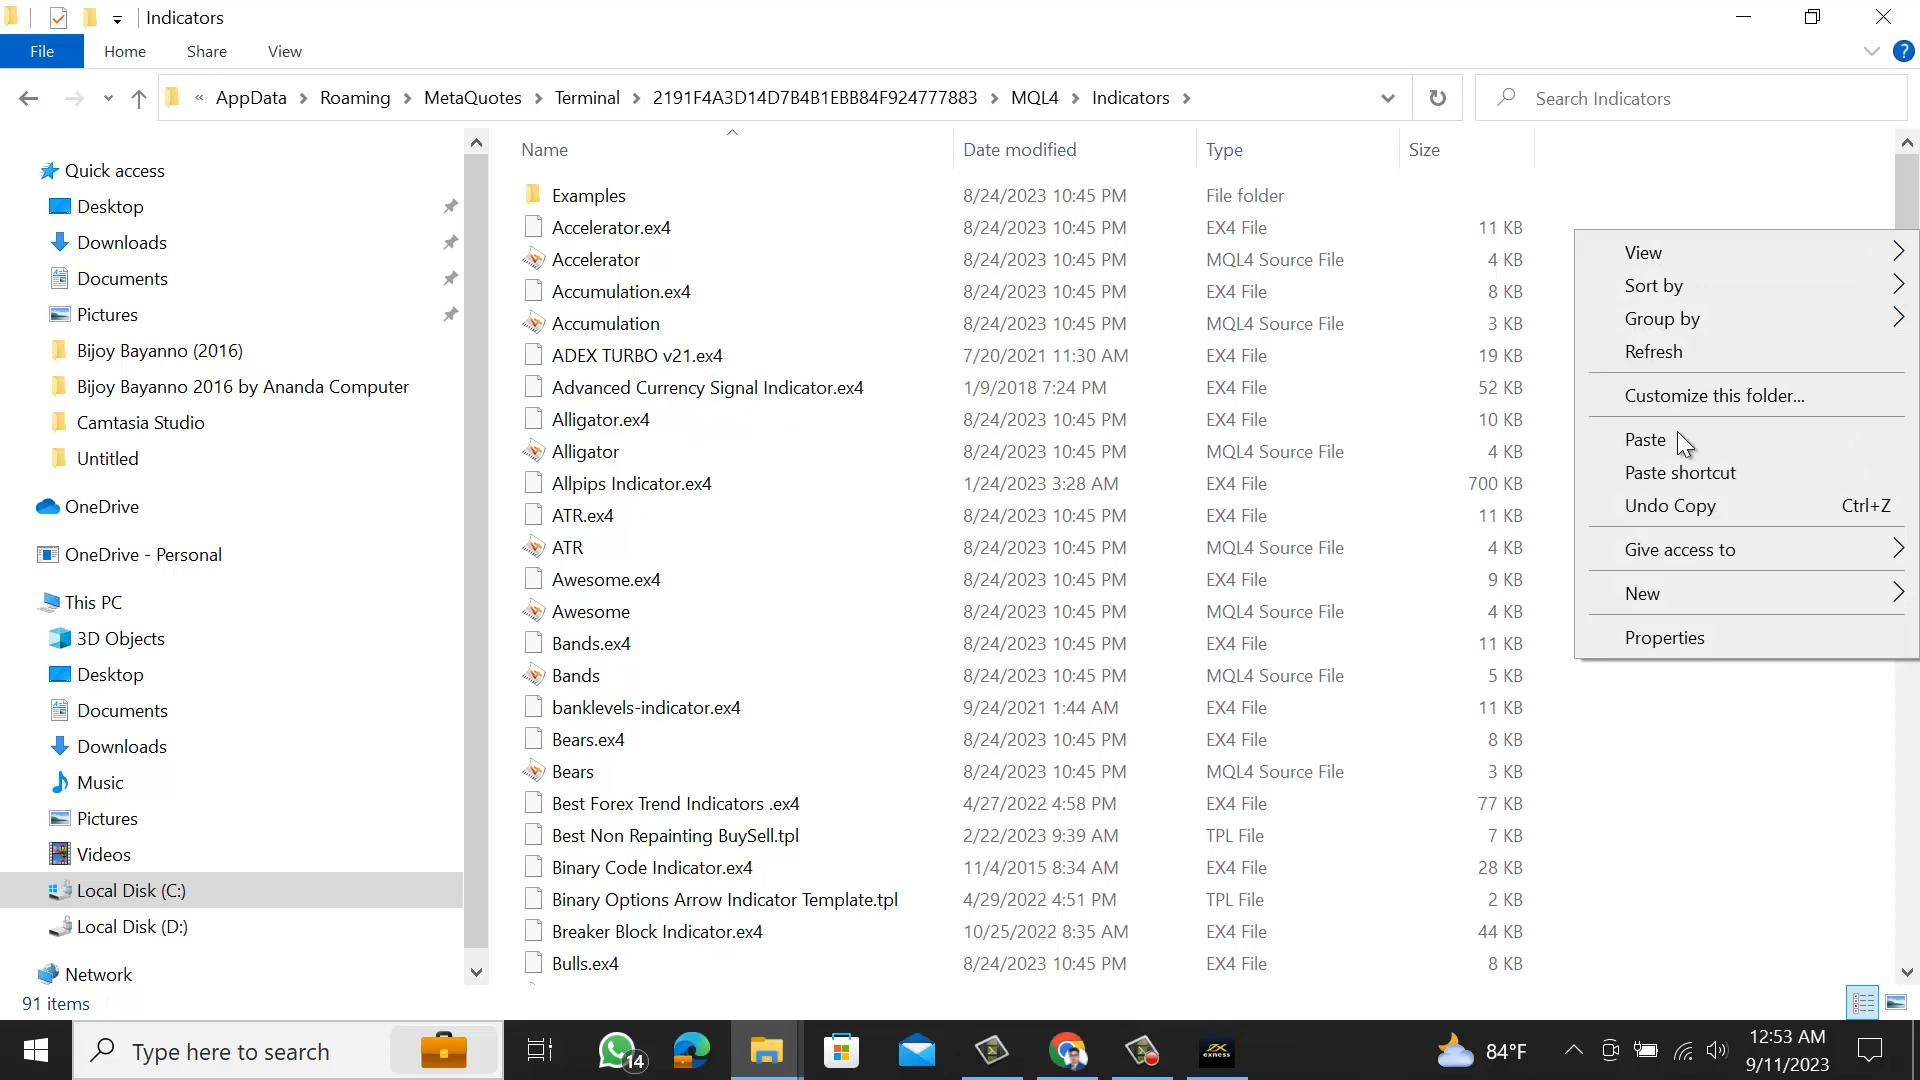 Indicators
File Home Share View
« AppData Roaming MetaQuotes Terminal 2191F4A3D14D7B4B1EBB84F924777883 MQL4 Indicators
Search Indicators
Quick access
Desktop
Downloads
Documents
Pictures
Bijoy Bayanno (2016)
Bijoy Bayanno 2016 by Ananda Computer
Camtasia Studio
Untitled
OneDrive
OneDrive - Personal
This PC
3D Objects
Desktop
Documents
Downloads
Music
Pictures
Videos
Local Disk (C:)
Local Disk (D:)
Network
Name Date modified Type Size
Examples 8/24/2023 10:45 PM File folder
Accelerator.ex4 8/24/2023 10:45 PM EX4 File 11 KB
Accelerator 8/24/2023 10:45 PM MQL4 Source File 4 KB
Accumulation.ex4 8/24/2023 10:45 PM EX4 File 8 KB
Accumulation 8/24/2023 10:45 PM MQL4 Source File 3 KB
ADEX TURBO v21.ex4 7/20/2021 11:30 AM EX4 File 19 KB
Advanced Currency Signal Indicator.ex4 1/9/2018 7:24 PM EX4 File 52 KB
Alligator.ex4 8/24/2023 10:45 PM EX4 File 10 KB
Alligator 8/24/2023 10:45 PM MQL4 Source File 4 KB
Allpips Indicator.ex4 1/24/2023 3:28 AM EX4 File 700 KB
ATR.ex4 8/24/2023 10:45 PM EX4 File 11 KB
ATR 8/24/2023 10:45 PM MQL4 Source File 4 KB
Awesome.ex4 8/24/2023 10:45 PM EX4 File 9 KB
Awesome 8/24/2023 10:45 PM MQL4 Source File 4 KB
Bands.ex4 8/24/2023 10:45 PM EX4 File 11 KB
Bands 8/24/2023 10:45 PM MQL4 Source File 5 KB
banklevels-indicator.ex4 9/24/2021 1:44 AM EX4 File 11 KB
Bears.ex4 8/24/2023 10:45 PM EX4 File 8 KB
Bears 8/24/2023 10:45 PM MQL4 Source File 3 KB
Best Forex Trend Indicators .ex4 4/27/2022 4:58 PM EX4 File 77 KB
Best Non Repainting BuySell.tpl 2/22/2023 9:39 AM TPL File 7 KB
Binary Code Indicator.ex4 11/4/2015 8:34 AM EX4 File 28 KB
Binary Options Arrow Indicator Template.tpl 4/29/2022 4:51 PM TPL File 2 KB
Breaker Block Indicator.ex4 10/25/2022 8:35 AM EX4 File 44 KB
Bulls.ex4 8/24/2023 10:45 PM EX4 File 8 KB
View
Sort by
Group by
Refresh
Customize this folder...
Paste
Paste shortcut
Undo Copy Ctrl+Z
Give access to
New
Properties
91 items
Type here to search
14
exness
84°F
12:53 AM
9/11/2023